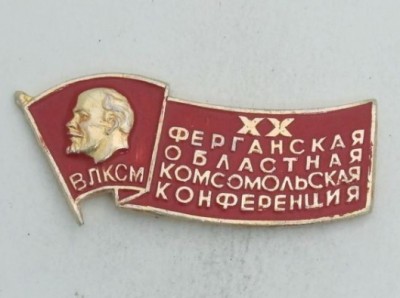 ВЛКСМ
XX
ФЕРГАНСКАЯ
ОБЛАСТНАЯ
КОМСОМОЛЬСКАЯ
КОНФЕРЕНЦИЯ